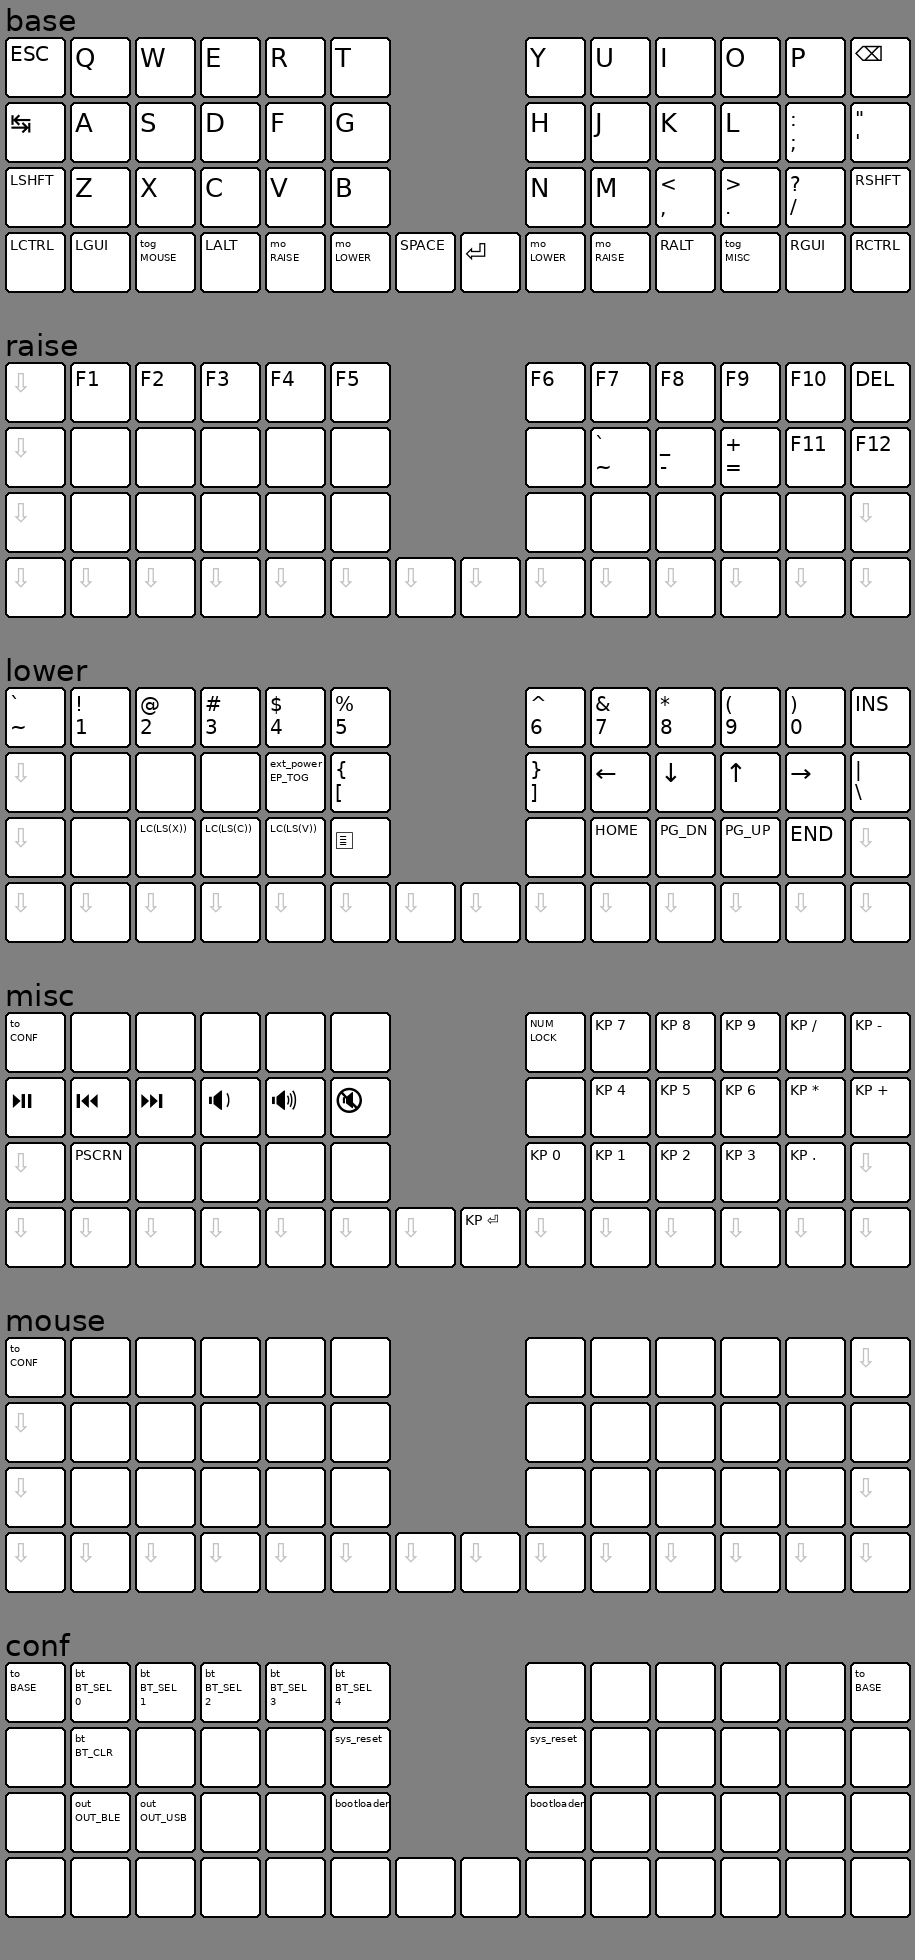 base
ESC Q W E R T Y U I O P ⌫
↹ A S D F G H J K L : "
; '
LSHFT Z X C V B N M < > ? RSHFT
, . /
LCTRL LGUI tog LALT mo mo SPACE ⏎ mo mo RALT tog RGUI RCTRL
MOUSE RAISE LOWER LOWER RAISE MISC
raise
⇩ F1 F2 F3 F4 F5 F6 F7 F8 F9 F10 DEL
⇩ ` _ + F11 F12
~ - =
⇩ ⇩
⇩ ⇩ ⇩ ⇩ ⇩ ⇩ ⇩ ⇩ ⇩ ⇩ ⇩ ⇩ ⇩ ⇩
lower
` ! @ # $ % ^ & * ( ) INS
~ 1 2 3 4 5 6 7 8 9 0
⇩ ext_power { } ← ↓ ↑ → |
EP_TOG [ ] \
⇩ LC(LS(X)) LC(LS(C)) LC(LS(V)) HOME PG_DN PG_UP END ⇩
⇩ ⇩ ⇩ ⇩ ⇩ ⇩ ⇩ ⇩ ⇩ ⇩ ⇩ ⇩ ⇩ ⇩
misc
to NUM KP 7 KP 8 KP 9 KP / KP -
CONF LOCK
⏯ ⏮ ⏭ 🔉 🔊 🔇 KP 4 KP 5 KP 6 KP * KP +
⇩ PSCRN KP 0 KP 1 KP 2 KP 3 KP . ⇩
⇩ ⇩ ⇩ ⇩ ⇩ ⇩ ⇩ KP ⏎ ⇩ ⇩ ⇩ ⇩ ⇩ ⇩
mouse
to ⇩
CONF
⇩
⇩ ⇩
⇩ ⇩ ⇩ ⇩ ⇩ ⇩ ⇩ ⇩ ⇩ ⇩ ⇩ ⇩ ⇩ ⇩
conf
to bt bt bt bt bt to
BASE BT_SEL BT_SEL BT_SEL BT_SEL BT_SEL BASE
0 1 2 3 4
bt sys_reset sys_reset
BT_CLR
out out bootloader bootloader
OUT_BLE OUT_USB